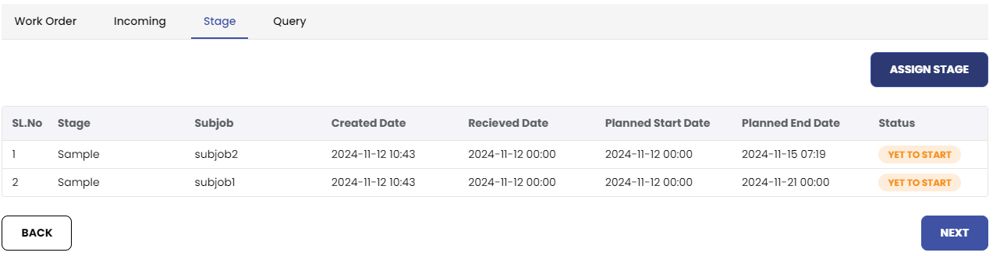 Work Order Incoming Stage Query
ASSIGN STAGE
SL.No Stage Subjob Created Date Recieved Date Planned Start Date Planned End Date Status
1 Sample subjob2 2024-11-12 10:43 2024-11-12 00:00 2024-11-12 00:00 2024-11-15 07:19 YET TO START
2 Sample subjob1 2024-11-12 10:43 2024-11-12 00:00 2024-11-12 00:00 2024-11-21 00:00 YET TO START
BACK NEXT